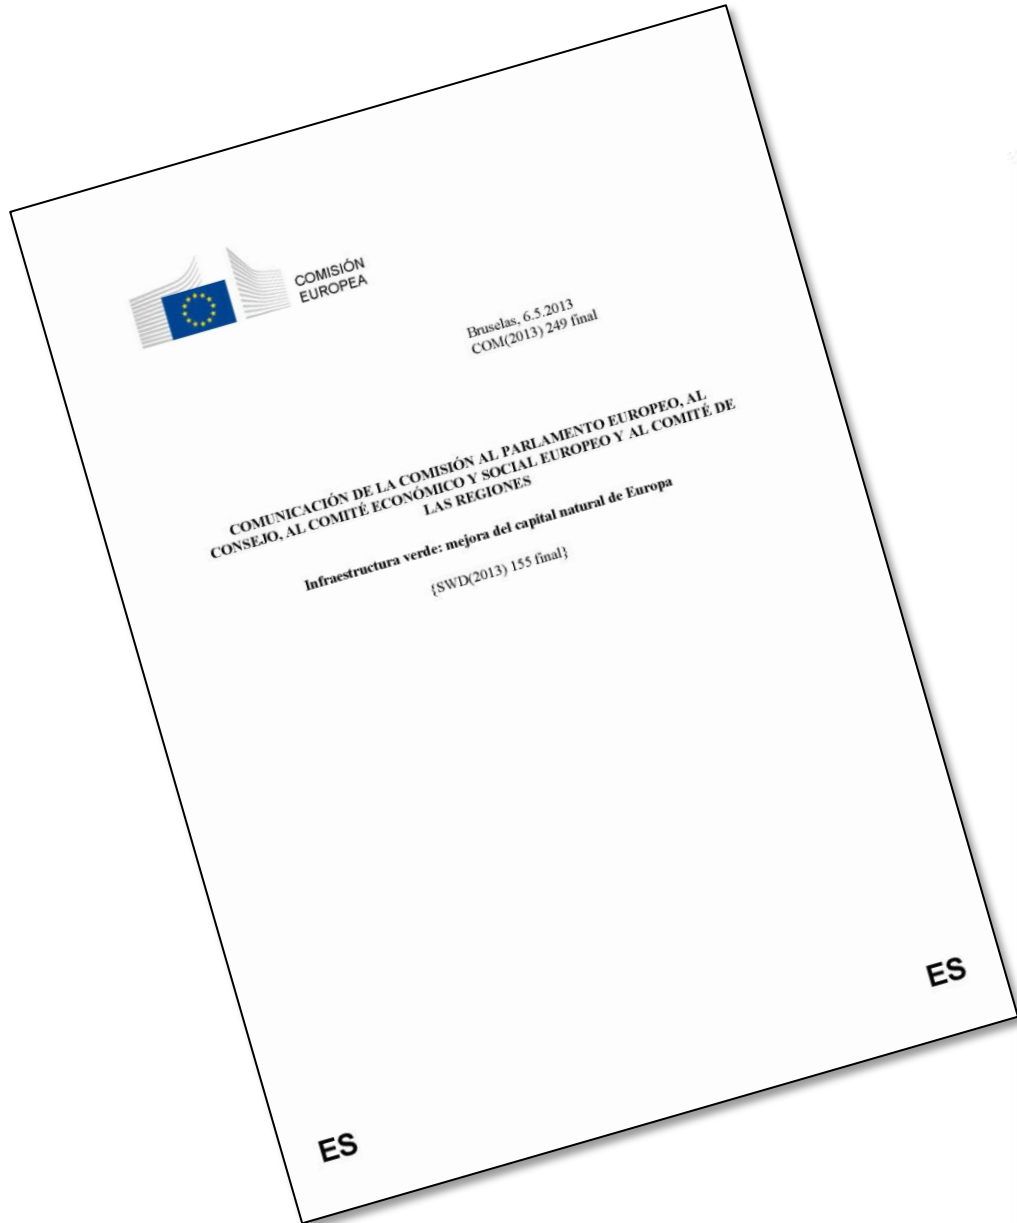 COMISIÓN
EUROPEA
Bruselas, 6.5.2013
COM(2013) 249 final
COMUNICACIÓN DE LA COMISIÓN AL PARLAMENTO EUROPEO, AL
CONSEJO, AL COMITÉ ECONÓMICO Y SOCIAL EUROPEO Y AL COMITÉ DE
LAS REGIONES
Infraestructura verde: mejora del capital natural de Europa
{SWD(2013) 155 final}
ES
ES